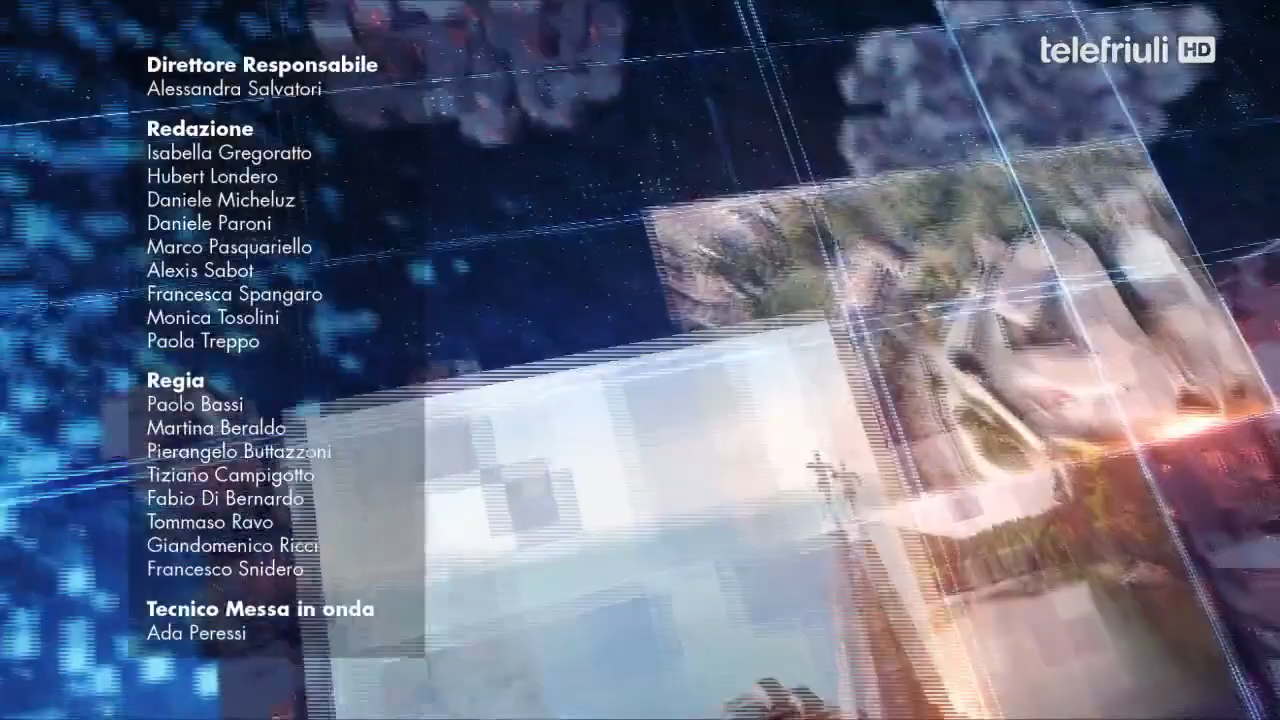 telefriuli HD
Direttore Responsabile
Alessandra Salvatori
Redazione
Isabella Gregoratto
Hubert Londero
Daniele Micheluz
Daniele Paroni
Marco Pasquariello
Alexis Sabot
Francesca Spangaro
Monica Tosolini
Paola Treppo
Regia
Paolo Bassi
Martina Beraldo
Pierangelo Buttazzoni
Tiziano Campigotto
Fabio Di Bernardo
Tommaso Ravo
Giandomenico Ricci
Francesco Snidero
Tecnico Messa in onda
Ada Peressi